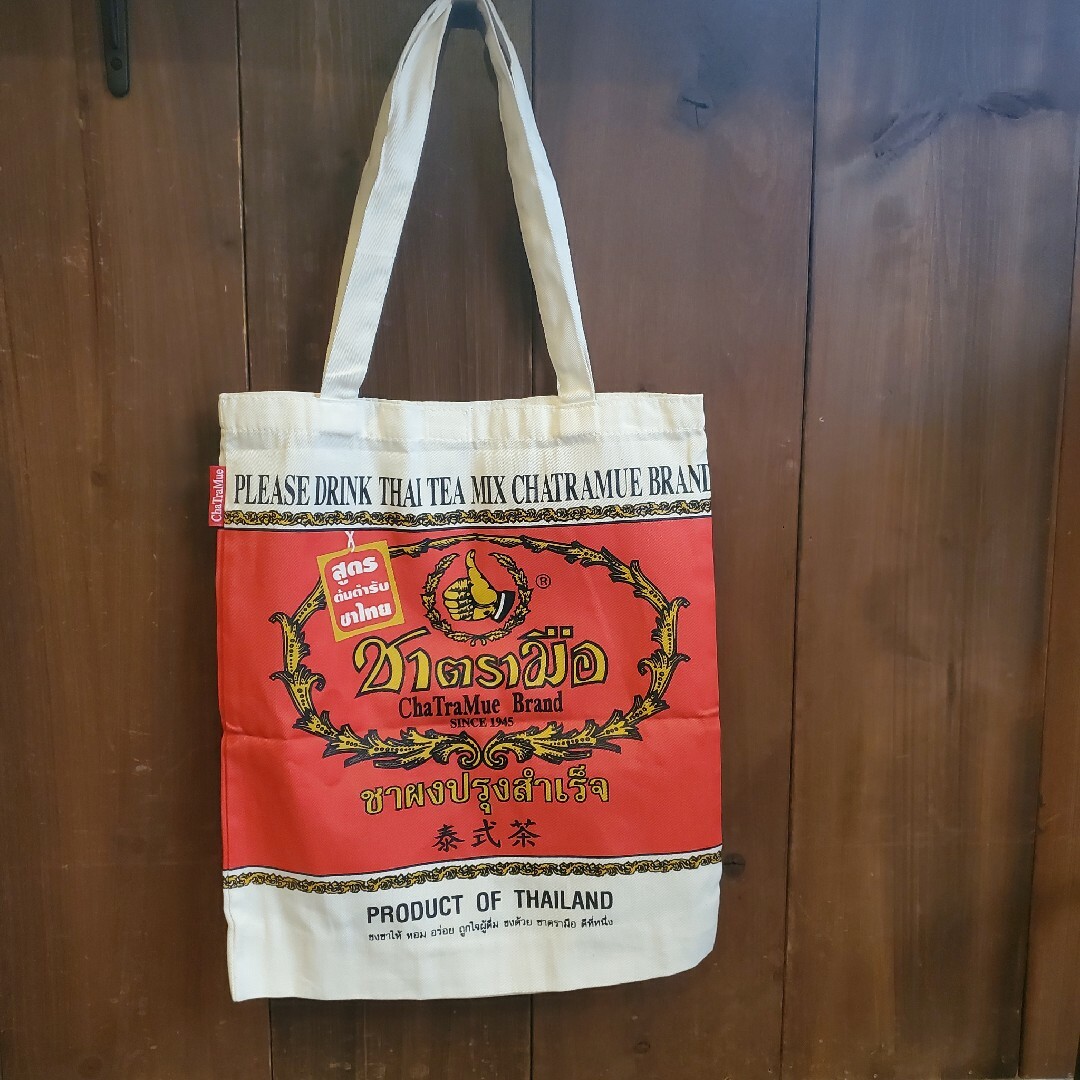 PLEASE DRINK THAI TEA MIX CHATRAMUE BRAND
ChaTraMue
สูตร
ต้นตำรับ
ชาไทย
®
ชาตรามือ
ChaTraMue Brand
SINCE 1945
ชาผงปรุงสำเร็จ
泰式茶
PRODUCT OF THAILAND
ชงชาให้ หอม อร่อย ถูกใจผู้ดื่ม ชงด้วย ชาตรามือ ดีที่หนึ่ง